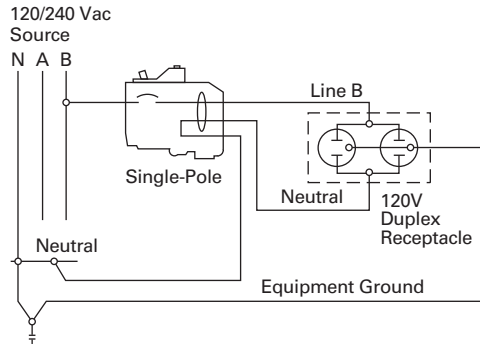 120/240 Vac
Source
N A B
Line B
Single-Pole
Neutral
120V
Duplex
Receptacle
Neutral
Equipment Ground